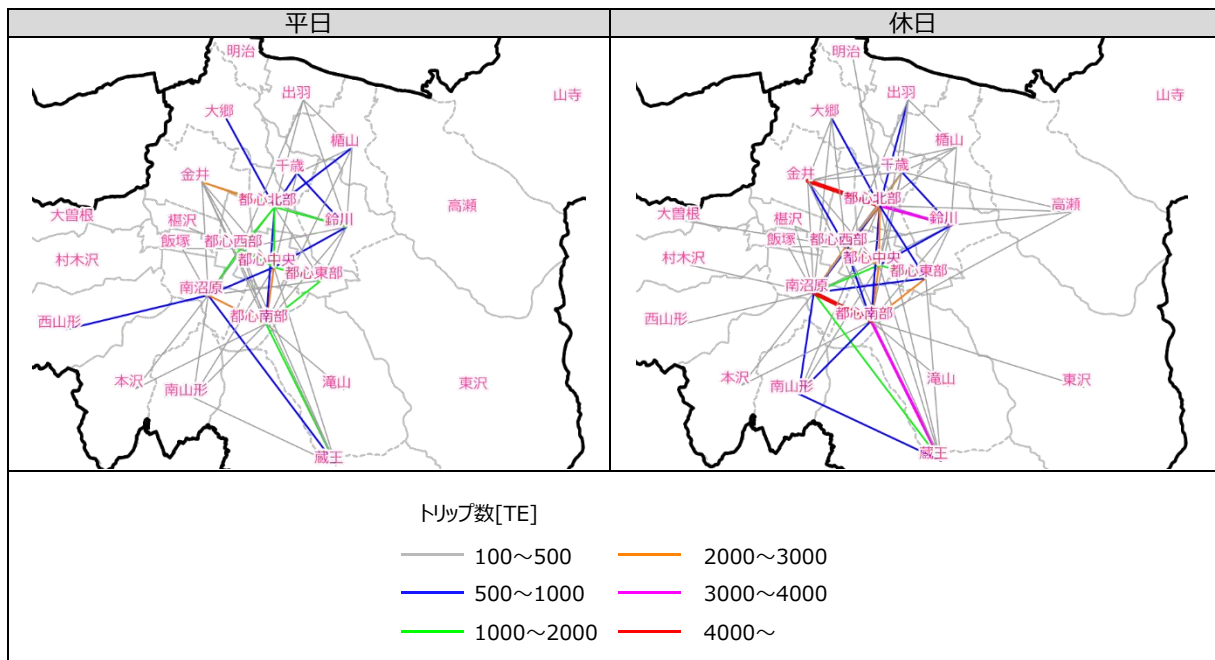 平日
休日
明治
出羽
山寺
大郷
楯山
千歳
金井
都心北部
高瀬
大曽根
椹沢
鈴川
飯塚
都心西部
村木沢
都心中央
都心東部
南沼原
西山形
都心南部
本沢
南山形
滝山
東沢
蔵王
明治
出羽
山寺
大郷
楯山
千歳
金井
都心北部
高瀬
大曽根
椹沢
鈴川
飯塚
都心西部
村木沢
都心中央
都心東部
南沼原
西山形
都心南部
本沢
南山形
滝山
東沢
蔵王
トリップ数[TE]
100～500
2000～3000
500～1000
3000～4000
1000～2000
4000～